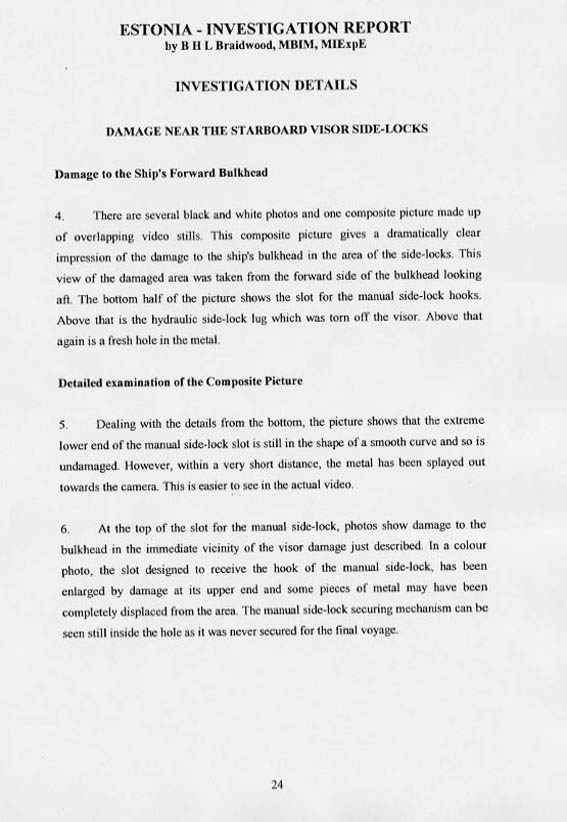 ESTONIA - INVESTIGATION REPORT
by B H L Braidwood, MBIM, MIExpE
INVESTIGATION DETAILS
DAMAGE NEAR THE STARBOARD VISOR SIDE-LOCKS
Damage to the Ship's Forward Bulkhead
4. There are several black and white photos and one composite picture made up
of overlapping video stills. This composite picture gives a dramatically clear
impression of the damage to the ship's bulkhead in the area of the side-locks. This
view of the damaged area was taken from the forward side of the bulkhead looking
aft. The bottom half of the picture shows the slot for the manual side-lock hooks.
Above that is the hydraulic side-lock lug which was torn off the visor. Above that
again is a fresh hole in the metal.
Detailed examination of the Composite Picture
5. Dealing with the details from the bottom, the picture shows that the extreme
lower end of the manual side-lock slot is still in the shape of a smooth curve and so is
undamaged. However, within a very short distance, the metal has been splayed out
towards the camera. This is easier to see in the actual video.
6. At the top of the slot for the manual side-lock, photos show damage to the
bulkhead in the immediate vicinity of the visor damage just described. In a colour
photo, the slot designed to receive the hook of the manual side-lock, has been
enlarged by damage at its upper end and some pieces of metal may have been
completely displaced from the area. The manual side-lock securing mechanism can be
seen still inside the hole as it was never secured for the final voyage.
24